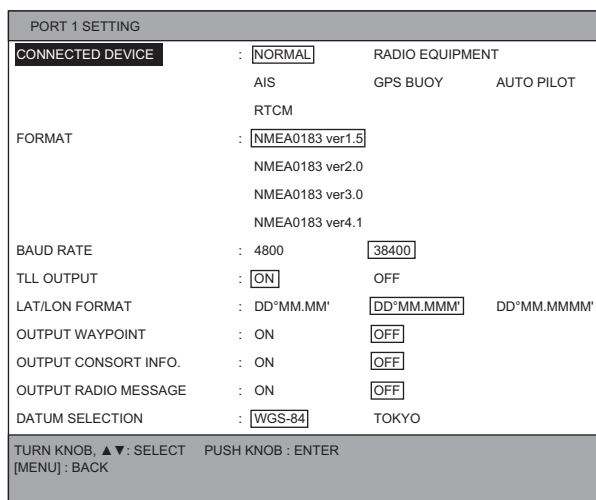 PORT 1 SETTING
CONNECTED DEVICE : NORMAL RADIO EQUIPMENT
AIS GPS BUOY AUTO PILOT
RTCM
FORMAT : NMEA0183 ver1.5
NMEA0183 ver2.0
NMEA0183 ver3.0
NMEA0183 ver4.1
BAUD RATE : 4800 38400
TLL OUTPUT : ON OFF
LAT/LON FORMAT : DD°MM.MM' DD°MM.MMM' DD°MM.MMMM'
OUTPUT WAYPOINT : ON OFF
OUTPUT CONSORT INFO. : ON OFF
OUTPUT RADIO MESSAGE : ON OFF
DATUM SELECTION : WGS-84 TOKYO
TURN KNOB, ▲▼: SELECT PUSH KNOB : ENTER
[MENU] : BACK